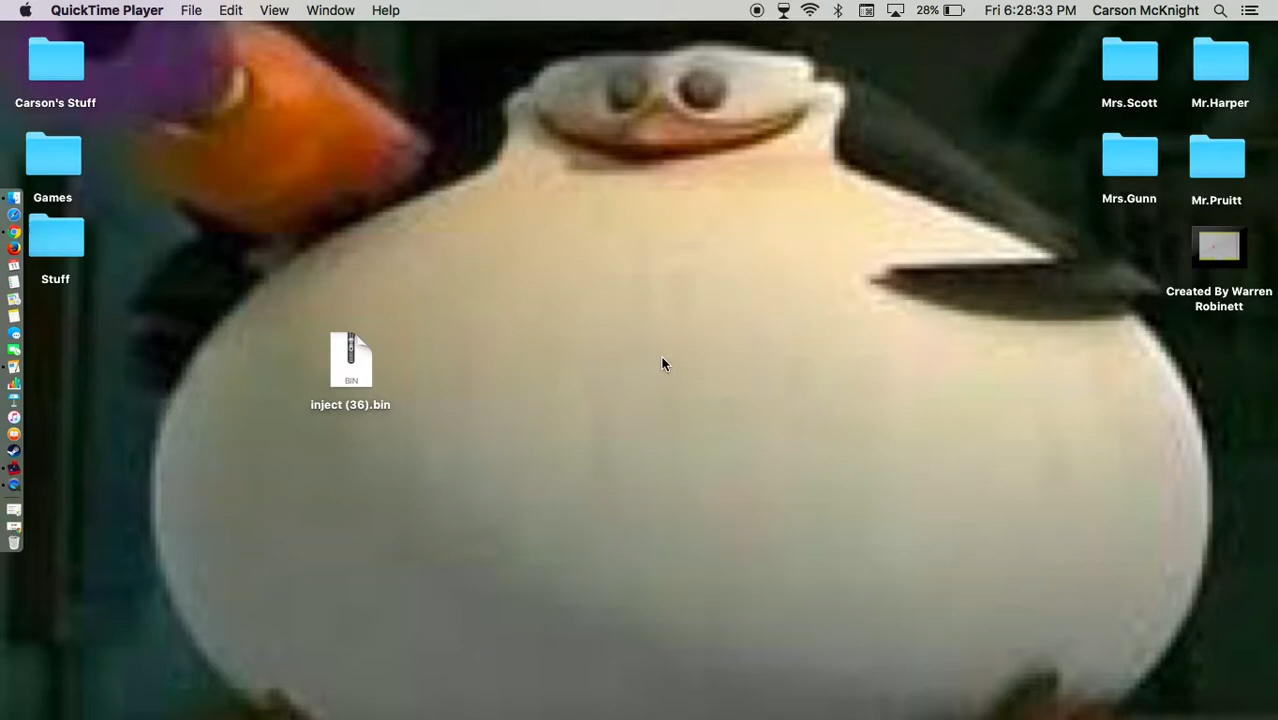 QuickTime Player File Edit View Window Help 28% Fri 6:28:33 PM Carson McKnight
Carson's Stuff
Mrs.Scott
Mr.Harper
Games
Mrs.Gunn
Mr.Pruitt
Stuff
Created By Warren
Robinett
BIN
inject (36).bin